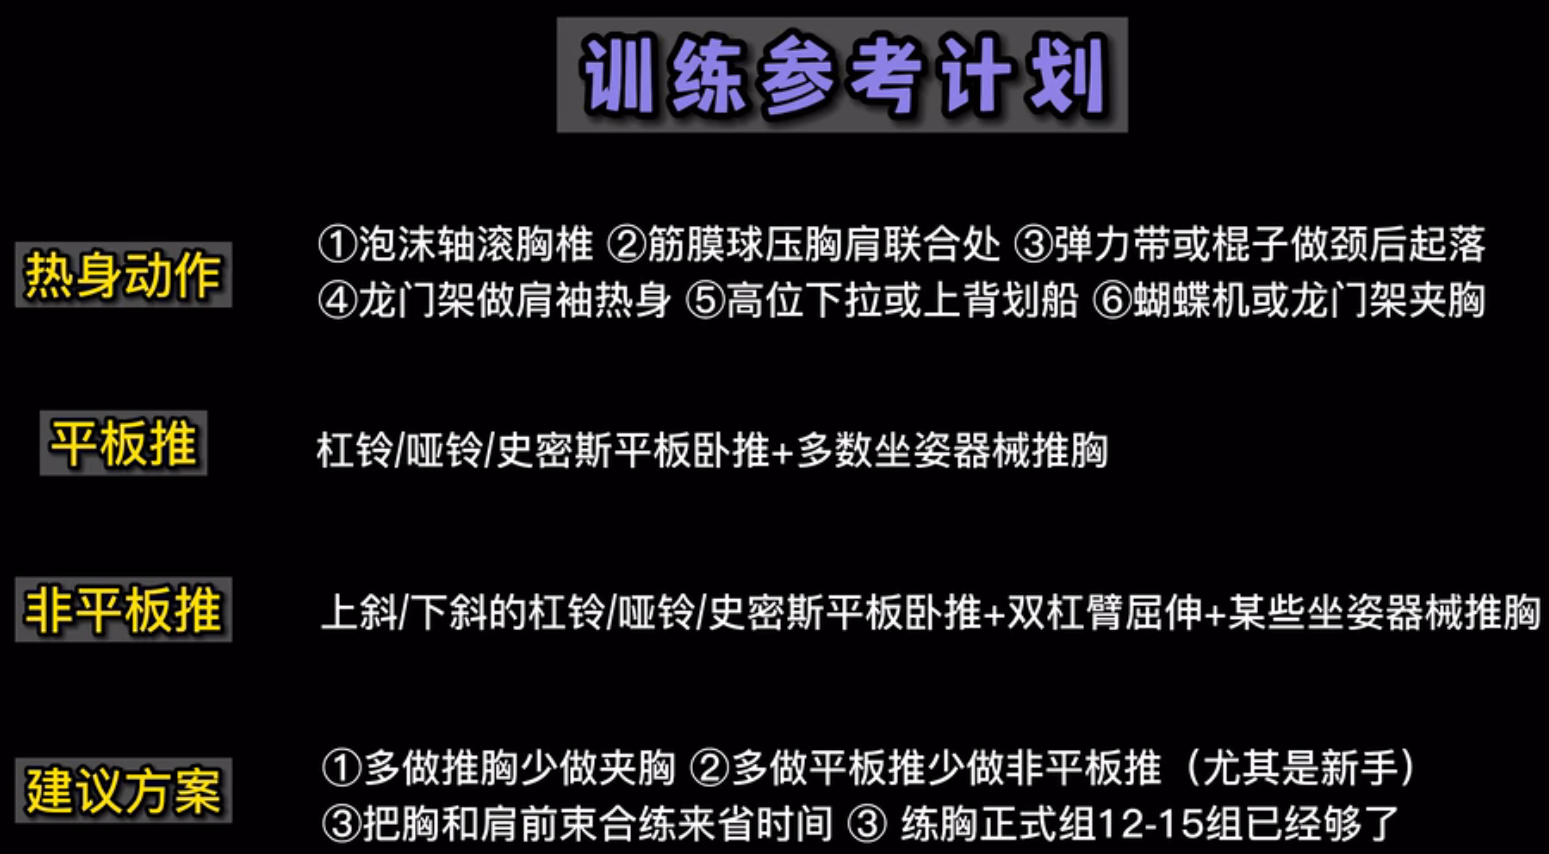 训练参考计划
热身动作
①泡沫轴滚胸椎 ②筋膜球压胸肩联合处 ③弹力带或棍子做颈后起落
④龙门架做肩袖热身 ⑤高位下拉或上背划船 ⑥蝴蝶机或龙门架夹胸
平板推
杠铃/哑铃/史密斯平板卧推+多数坐姿器械推胸
非平板推
上斜/下斜的杠铃/哑铃/史密斯平板卧推+双杠臂屈伸+某些坐姿器械推胸
建议方案
①多做推胸少做夹胸 ②多做平板推少做非平板推（尤其是新手）
③把胸和肩前束合练来省时间 ③ 练胸正式组12-15组已经够了